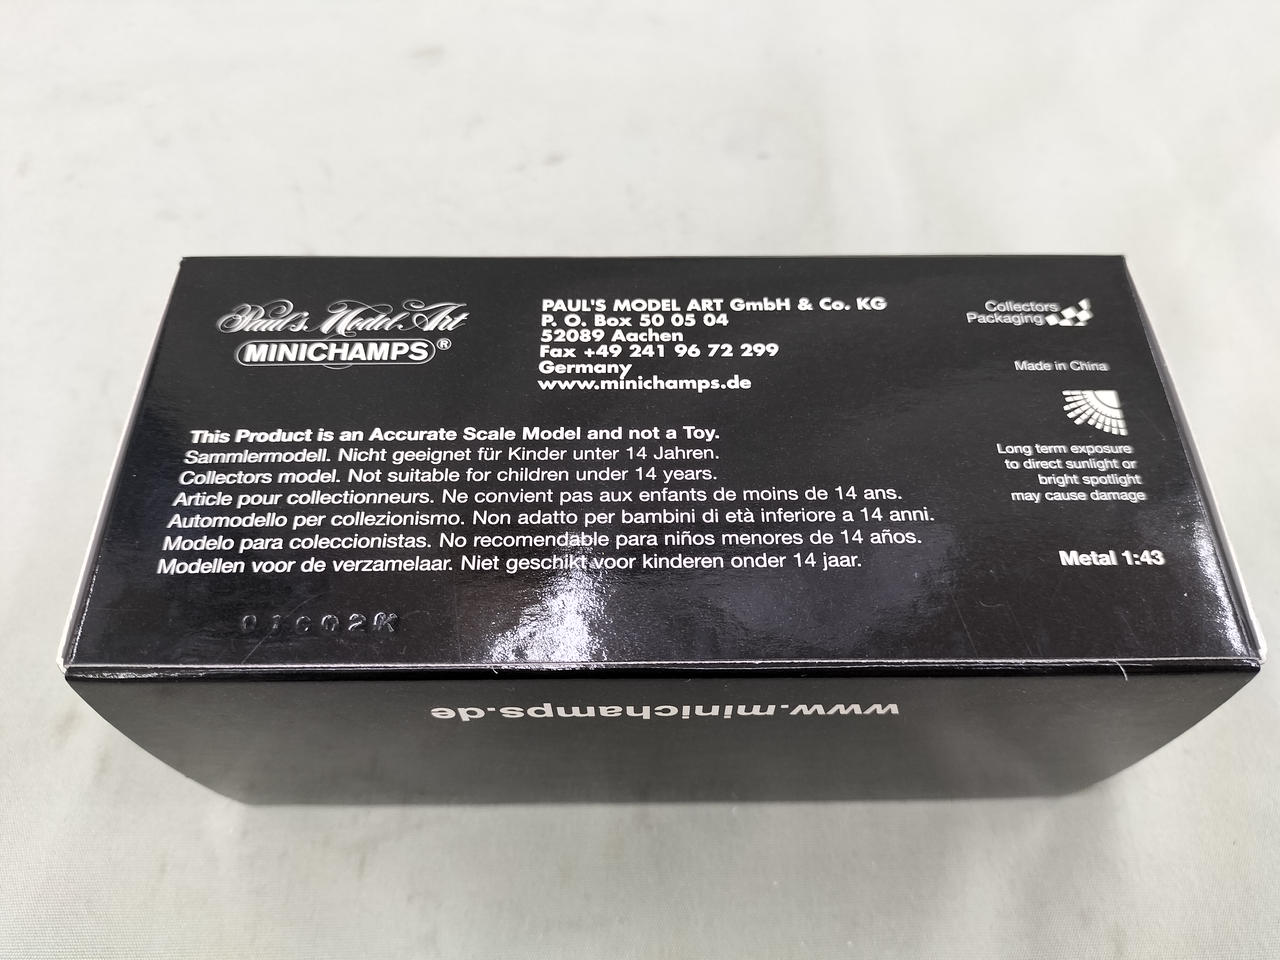 Paul's Model Art
MINICHAMPS®
PAUL'S MODEL ART GmbH & Co. KG
P. O. Box 50 05 04
52089 Aachen
Fax +49 241 96 72 299
Germany
www.minichamps.de
Collectors
Packaging
Made in China
Long term exposure
to direct sunlight or
bright spotlight
may cause damage
Metal 1:43
This Product is an Accurate Scale Model and not a Toy.
Sammlermodell. Nicht geeignet für Kinder unter 14 Jahren.
Collectors model. Not suitable for children under 14 years.
Article pour collectionneurs. Ne convient pas aux enfants de moins de 14 ans.
Automodello per collezionismo. Non adatto per bambini di età inferiore a 14 anni.
Modelo para coleccionistas. No recomendable para niños menores de 14 años.
Modellen voor de verzamelaar. Niet geschikt voor kinderen onder 14 jaar.
www.minichamps.de